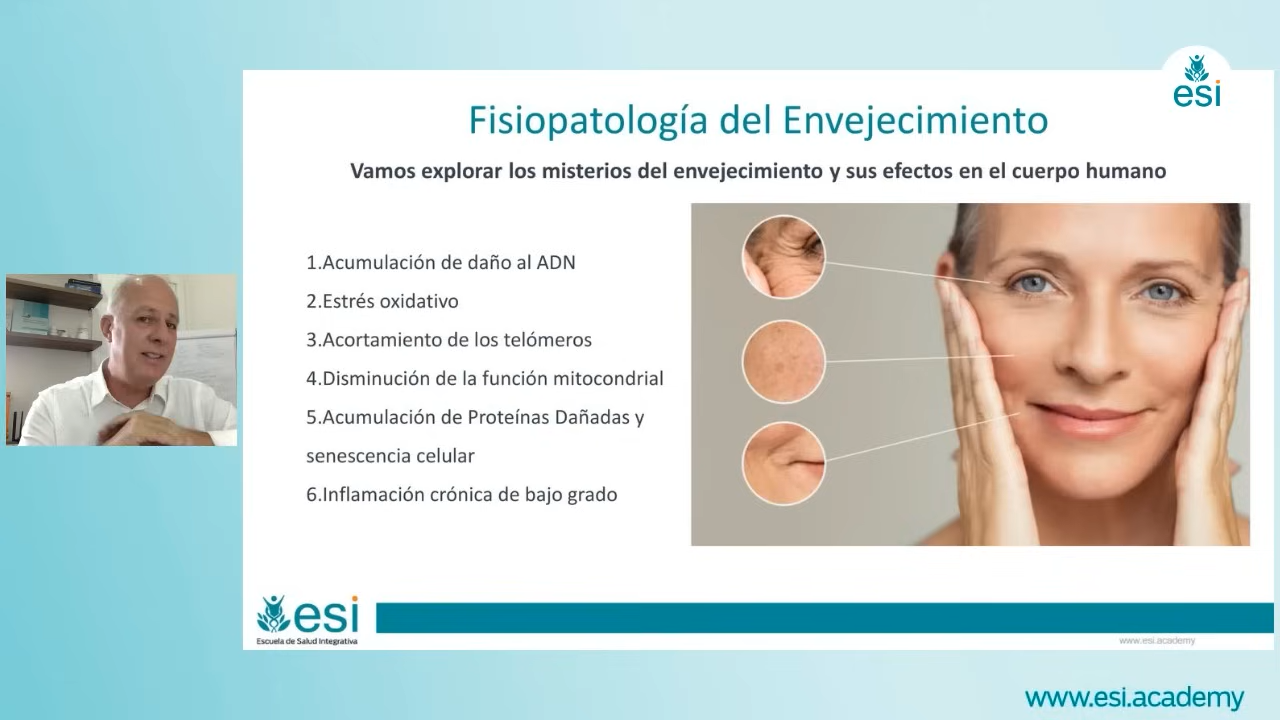 esi
Fisiopatología del Envejecimiento
Vamos explorar los misterios del envejecimiento y sus efectos en el cuerpo humano
1.Acumulación de daño al ADN
2.Estrés oxidativo
3.Acortamiento de los telómeros
4.Disminución de la función mitocondrial
5.Acumulación de Proteínas Dañadas y
senescencia celular
6.Inflamación crónica de bajo grado
esi
Escuela de Salud Integrativa
www.esi.academy
www.esi.academy